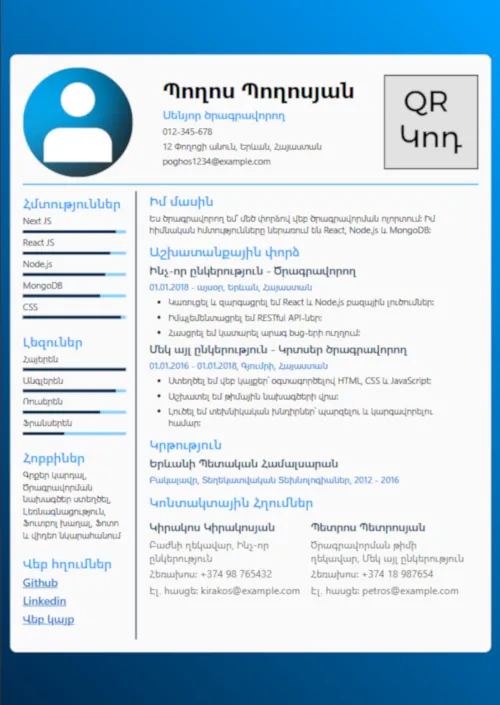 Պողոս Պողոսյան
Սենյոր ծրագրավորող
012-345-678
12 Փողոցի անուն, Երևան, Հայաստան
poghos1234@example.com
QR
Կոդ
Հմտություններ
Next JS
React JS
Node.js
MongoDB
CSS
Լեզուներ
Հայերեն
Անգլերեն
Ռուսերեն
Ֆրանսերեն
Հոբբիներ
Գրքեր կարդալ,
Ծրագրավորման
նախագծեր ստեղծել,
Լեռնագնացություն,
Ֆուտբոլ խաղալ, Ֆոտո
և վիդեո նկարահանում
Վեբ հղումներ
Github
Linkedin
Վեբ կայք
Իմ մասին
Ես ծրագրավորող եմ՝ մեծ փորձով վեբ ծրագրավորման ոլորտում: Իմ
հիմնական հմտությունները ներառում են React, Node.js և MongoDB:
Աշխատանքային փորձ
Ինչ-որ ընկերություն - Ծրագրավորող
01.01.2018 - այսօր, Երևան, Հայաստան
• Կառուցել և զարգացրել եմ React և Node.js բազային լուծումներ:
• Իմպլեմենտացրել եմ RESTful API-ներ:
• Հասցրել եմ կատարել արագ bug-երի ուղղում:
Մեկ այլ ընկերություն - Կրտսեր ծրագրավորող
01.01.2016 - 01.01.2018, Գյումրի, Հայաստան
• Ստեղծել եմ վեբ կայքեր՝ օգտագործելով HTML, CSS և JavaScript:
• Աշխատել եմ թիմային նախագծերի վրա:
• Լուծել եմ տեխնիկական խնդիրներ՝ պարզելու և կարգավորելու
համար:
Կրթություն
Երևանի Պետական Համալսարան
Բակալավր, Տեղեկատվական Տեխնոլոգիաներ, 2012 - 2016
Կոնտակտային Հղումներ
Կիրակոս Կիրակոսյան
Բաժնի ղեկավար, Ինչ-որ
ընկերություն
Հեռախոս: +374 98 765432
Էլ. հասցե: kirakos@example.com
Պետրոս Պետրոսյան
Ծրագրավորման թիմի
ղեկավար, Մեկ այլ ընկերություն
Հեռախոս: +374 18 987654
Էլ. հասցե: petros@example.com